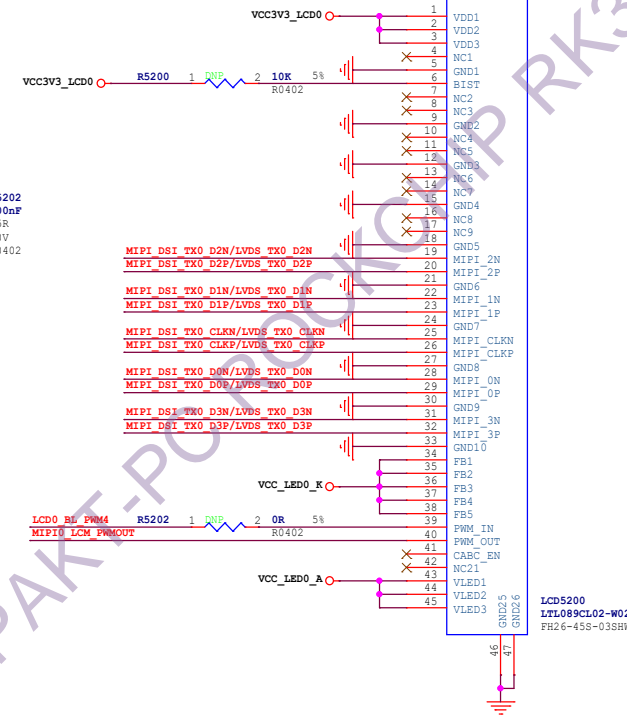 VCC3V3_LCD0
1 VDD1
2 VDD2
3 VDD3
4 NC1
5 GND1
VCC3V3_LCD0 R5200 1 DNP 2 10K 5% 6 BIST
R0402
7 NC2
8 NC3
9 GND2
10 NC4
11 NC5
12 GND3
13 NC6
14 NC7
15 GND4
16 NC8
17 NC9
18 GND5
MIPI_DSI_TX0_D2N/LVDS_TX0_D2N 19 MIPI_2N
MIPI_DSI_TX0_D2P/LVDS_TX0_D2P 20 MIPI_2P
21 GND6
MIPI_DSI_TX0_D1N/LVDS_TX0_D1N 22 MIPI_1N
MIPI_DSI_TX0_D1P/LVDS_TX0_D1P 23 MIPI_1P
24 GND7
MIPI_DSI_TX0_CLKN/LVDS_TX0_CLKN 25 MIPI_CLKN
MIPI_DSI_TX0_CLKP/LVDS_TX0_CLKP 26 MIPI_CLKP
27 GND8
MIPI_DSI_TX0_D0N/LVDS_TX0_D0N 28 MIPI_0N
MIPI_DSI_TX0_D0P/LVDS_TX0_D0P 29 MIPI_0P
30 GND9
MIPI_DSI_TX0_D3N/LVDS_TX0_D3N 31 MIPI_3N
MIPI_DSI_TX0_D3P/LVDS_TX0_D3P 32 MIPI_3P
33 GND10
34 FB1
35 FB2
VCC_LED0_K 36 FB3
37 FB4
38 FB5
LCD0_BL_PWM4 R5202 1 DNP 2 0R 5% 39 PWM_IN
R0402
MIPI0_LCM_PWMOUT 40 PWM_OUT
41 CABC_EN
42 NC21
VCC_LED0_A 43 VLED1
44 VLED2
45 VLED3
GND25
GND26
46
47
LCD5200
LTL089CL02-W02
FH26-45S-03SHW
5202
00nF
5R
0V
0402
PAKT-PC ROCKCHIP RK3